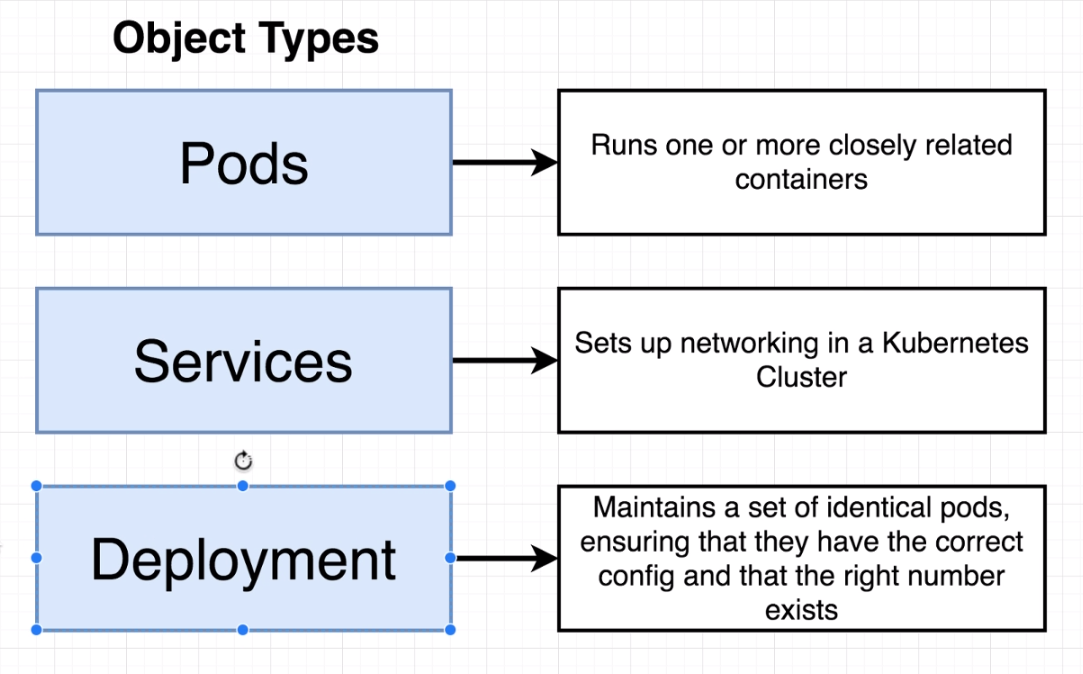 Object Types
Pods
Runs one or more closely related
containers
Services
Sets up networking in a Kubernetes
Cluster
Deployment
Maintains a set of identical pods,
ensuring that they have the correct
config and that the right number
exists